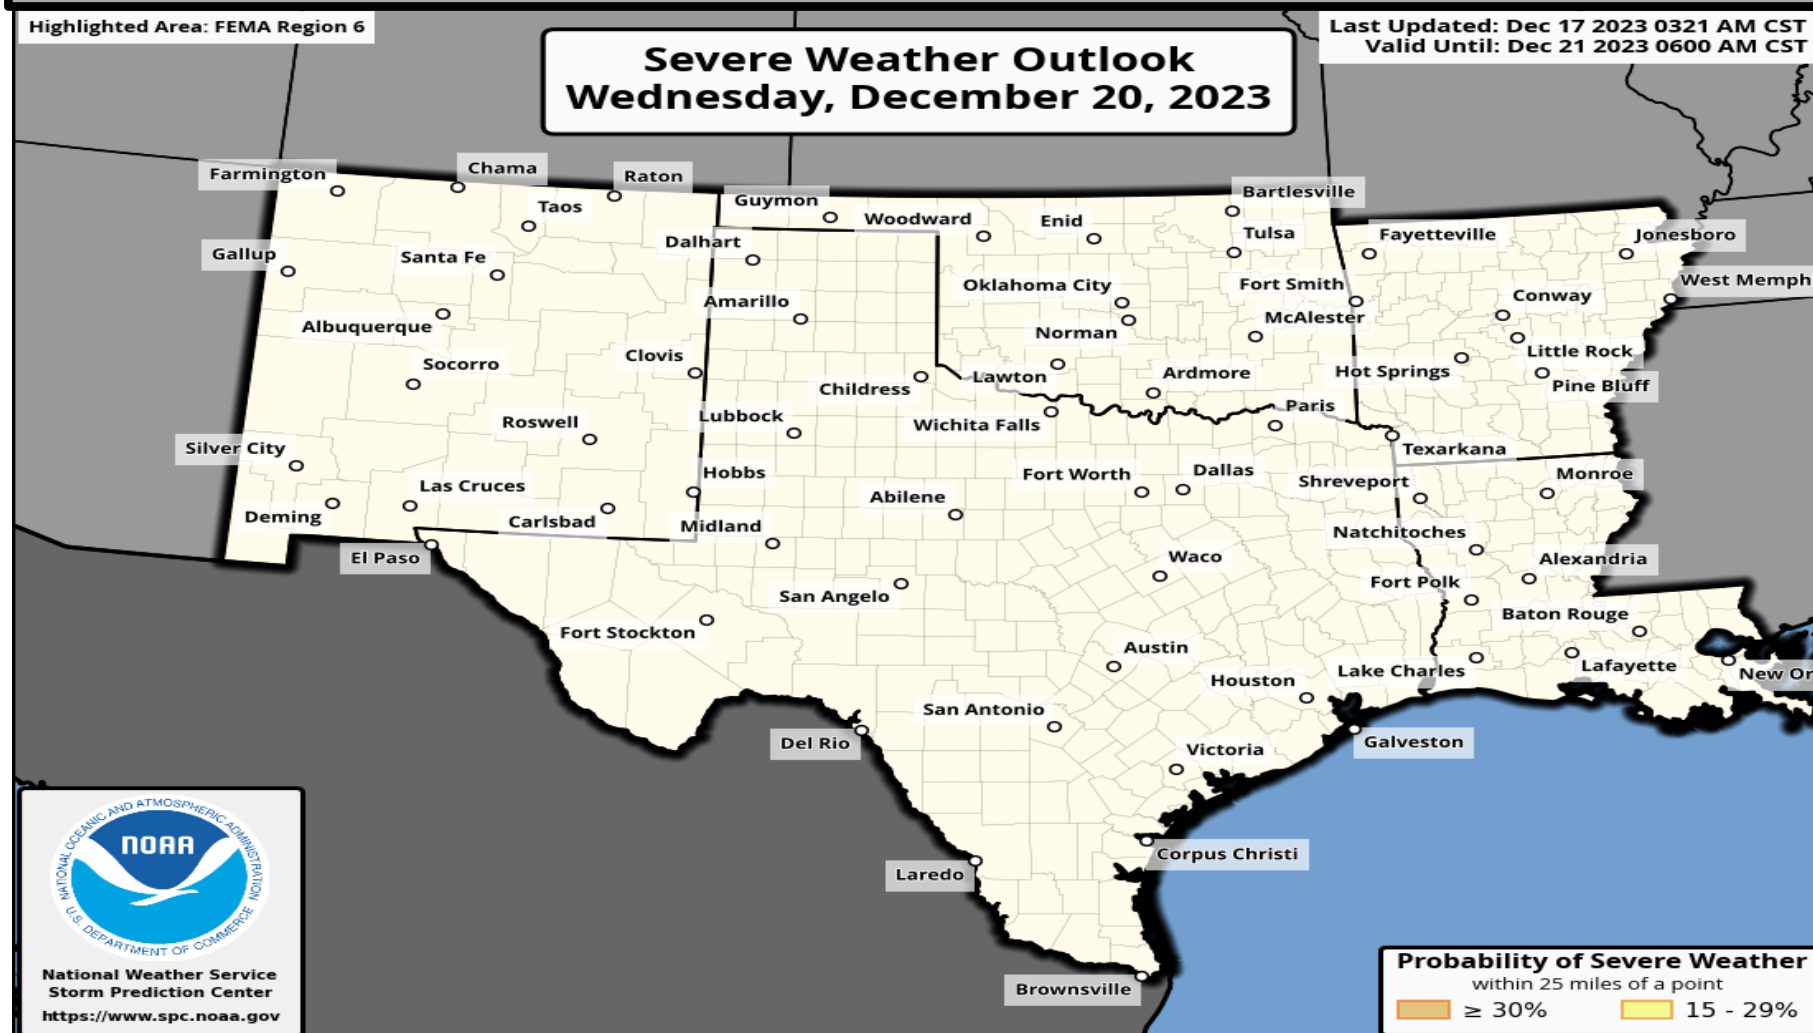 Highlighted Area: FEMA Region 6
Severe Weather Outlook
Wednesday, December 20, 2023
Last Updated: Dec 17 2023 0321 AM CST
Valid Until: Dec 21 2023 0600 AM CST
Farmington
Chama
Raton
Taos
Guymon
Woodward
Enid
Bartlesville
Gallup
Santa Fe
Dalhart
Tulsa
Fayetteville
Jonesboro
Albuquerque
Amarillo
Oklahoma City
Fort Smith
Conway
West Memph
Socorro
Clovis
Norman
McAlester
Little Rock
Childress
Lawton
Ardmore
Hot Springs
Pine Bluff
Roswell
Lubbock
Wichita Falls
Paris
Texarkana
Silver City
Las Cruces
Hobbs
Abilene
Fort Worth
Dallas
Shreveport
Monroe
Deming
Carlsbad
Midland
Natchitoches
El Paso
San Angelo
Waco
Alexandria
Fort Polk
Fort Stockton
Austin
Baton Rouge
Houston
Lake Charles
Lafayette
New Or
San Antonio
Del Rio
Victoria
Galveston
Laredo
Corpus Christi
Brownsville
NATIONAL OCEANIC AND ATMOSPHERIC ADMINISTRATION
NOAA
U.S. DEPARTMENT OF COMMERCE
National Weather Service
Storm Prediction Center
https://www.spc.noaa.gov
Probability of Severe Weather
within 25 miles of a point
≥ 30%
15 - 29%